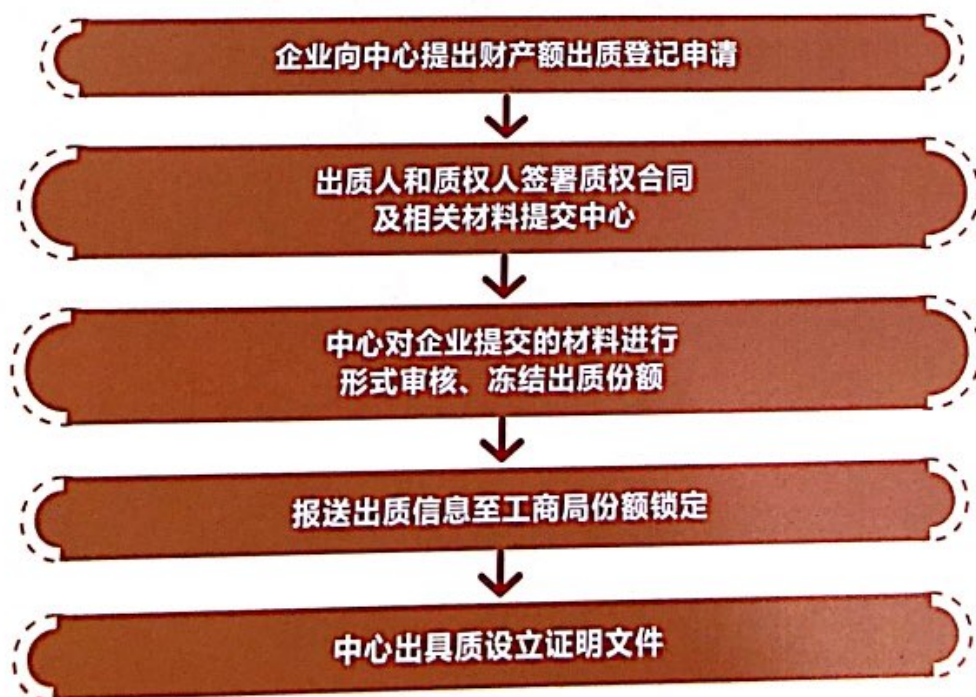 企业向中心提出财产额出质登记申请
出质人和质权人签署质权合同
及相关材料提交中心
中心对企业提交的材料进行
形式审核、冻结出质份额
报送出质信息至工商局份额锁定
中心出具质设立证明文件